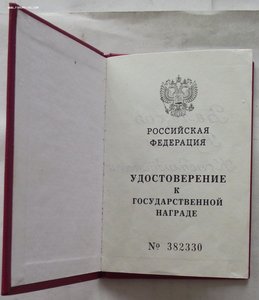 РОССИЙСКАЯ
ФЕДЕРАЦИЯ
УДОСТОВЕРЕНИЕ
К
ГОСУДАРСТВЕННОЙ
НАГРАДЕ
№ 382330